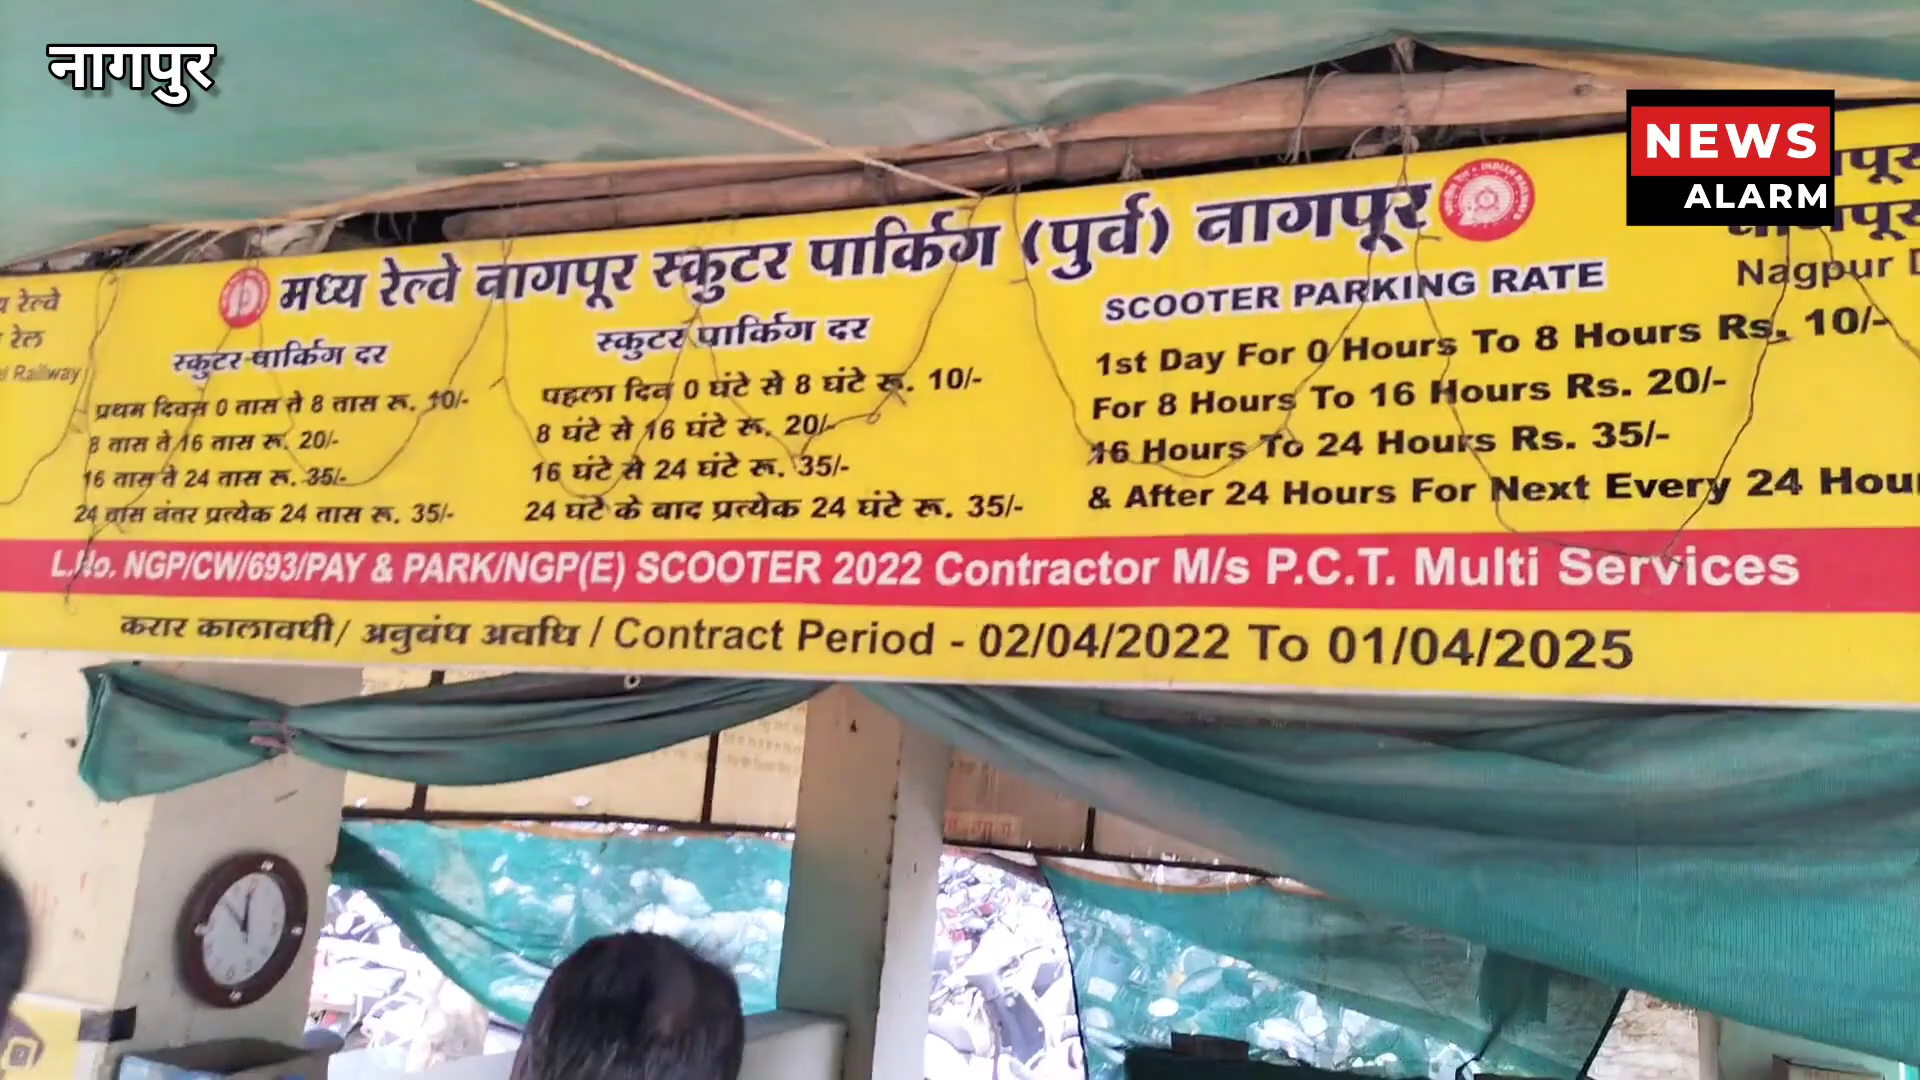 नागपुर
NEWS
ALARM
मध्य रेल्वे नागपूर स्कुटर पार्किंग (पुर्व) नागपूर
रेल्वे
रेल
Railway
स्कुटर पार्किंग दर
प्रथम दिवस 0 तास ते 8 तास रू. 10/-
8 तास ते 16 तास रू. 20/-
16 तास ते 24 तास रू. 35/-
24 तास नंतर प्रत्येक 24 तास रू. 35/-
स्कुटर पार्किंग दर
पहला दिन 0 घंटे से 8 घंटे रू. 10/-
8 घंटे से 16 घंटे रू. 20/-
16 घंटे से 24 घंटे रू. 35/-
24 घंटे के बाद प्रत्येक 24 घंटे रू. 35/-
SCOOTER PARKING RATE
1st Day For 0 Hours To 8 Hours Rs. 10/-
For 8 Hours To 16 Hours Rs. 20/-
16 Hours To 24 Hours Rs. 35/-
& After 24 Hours For Next Every 24 Hou
Nagpur D
L.No. NGP/CW/693/PAY & PARK/NGP(E) SCOOTER 2022 Contractor M/s P.C.T. Multi Services
करार कालावधी/ अनुबंध अवधि / Contract Period - 02/04/2022 To 01/04/2025